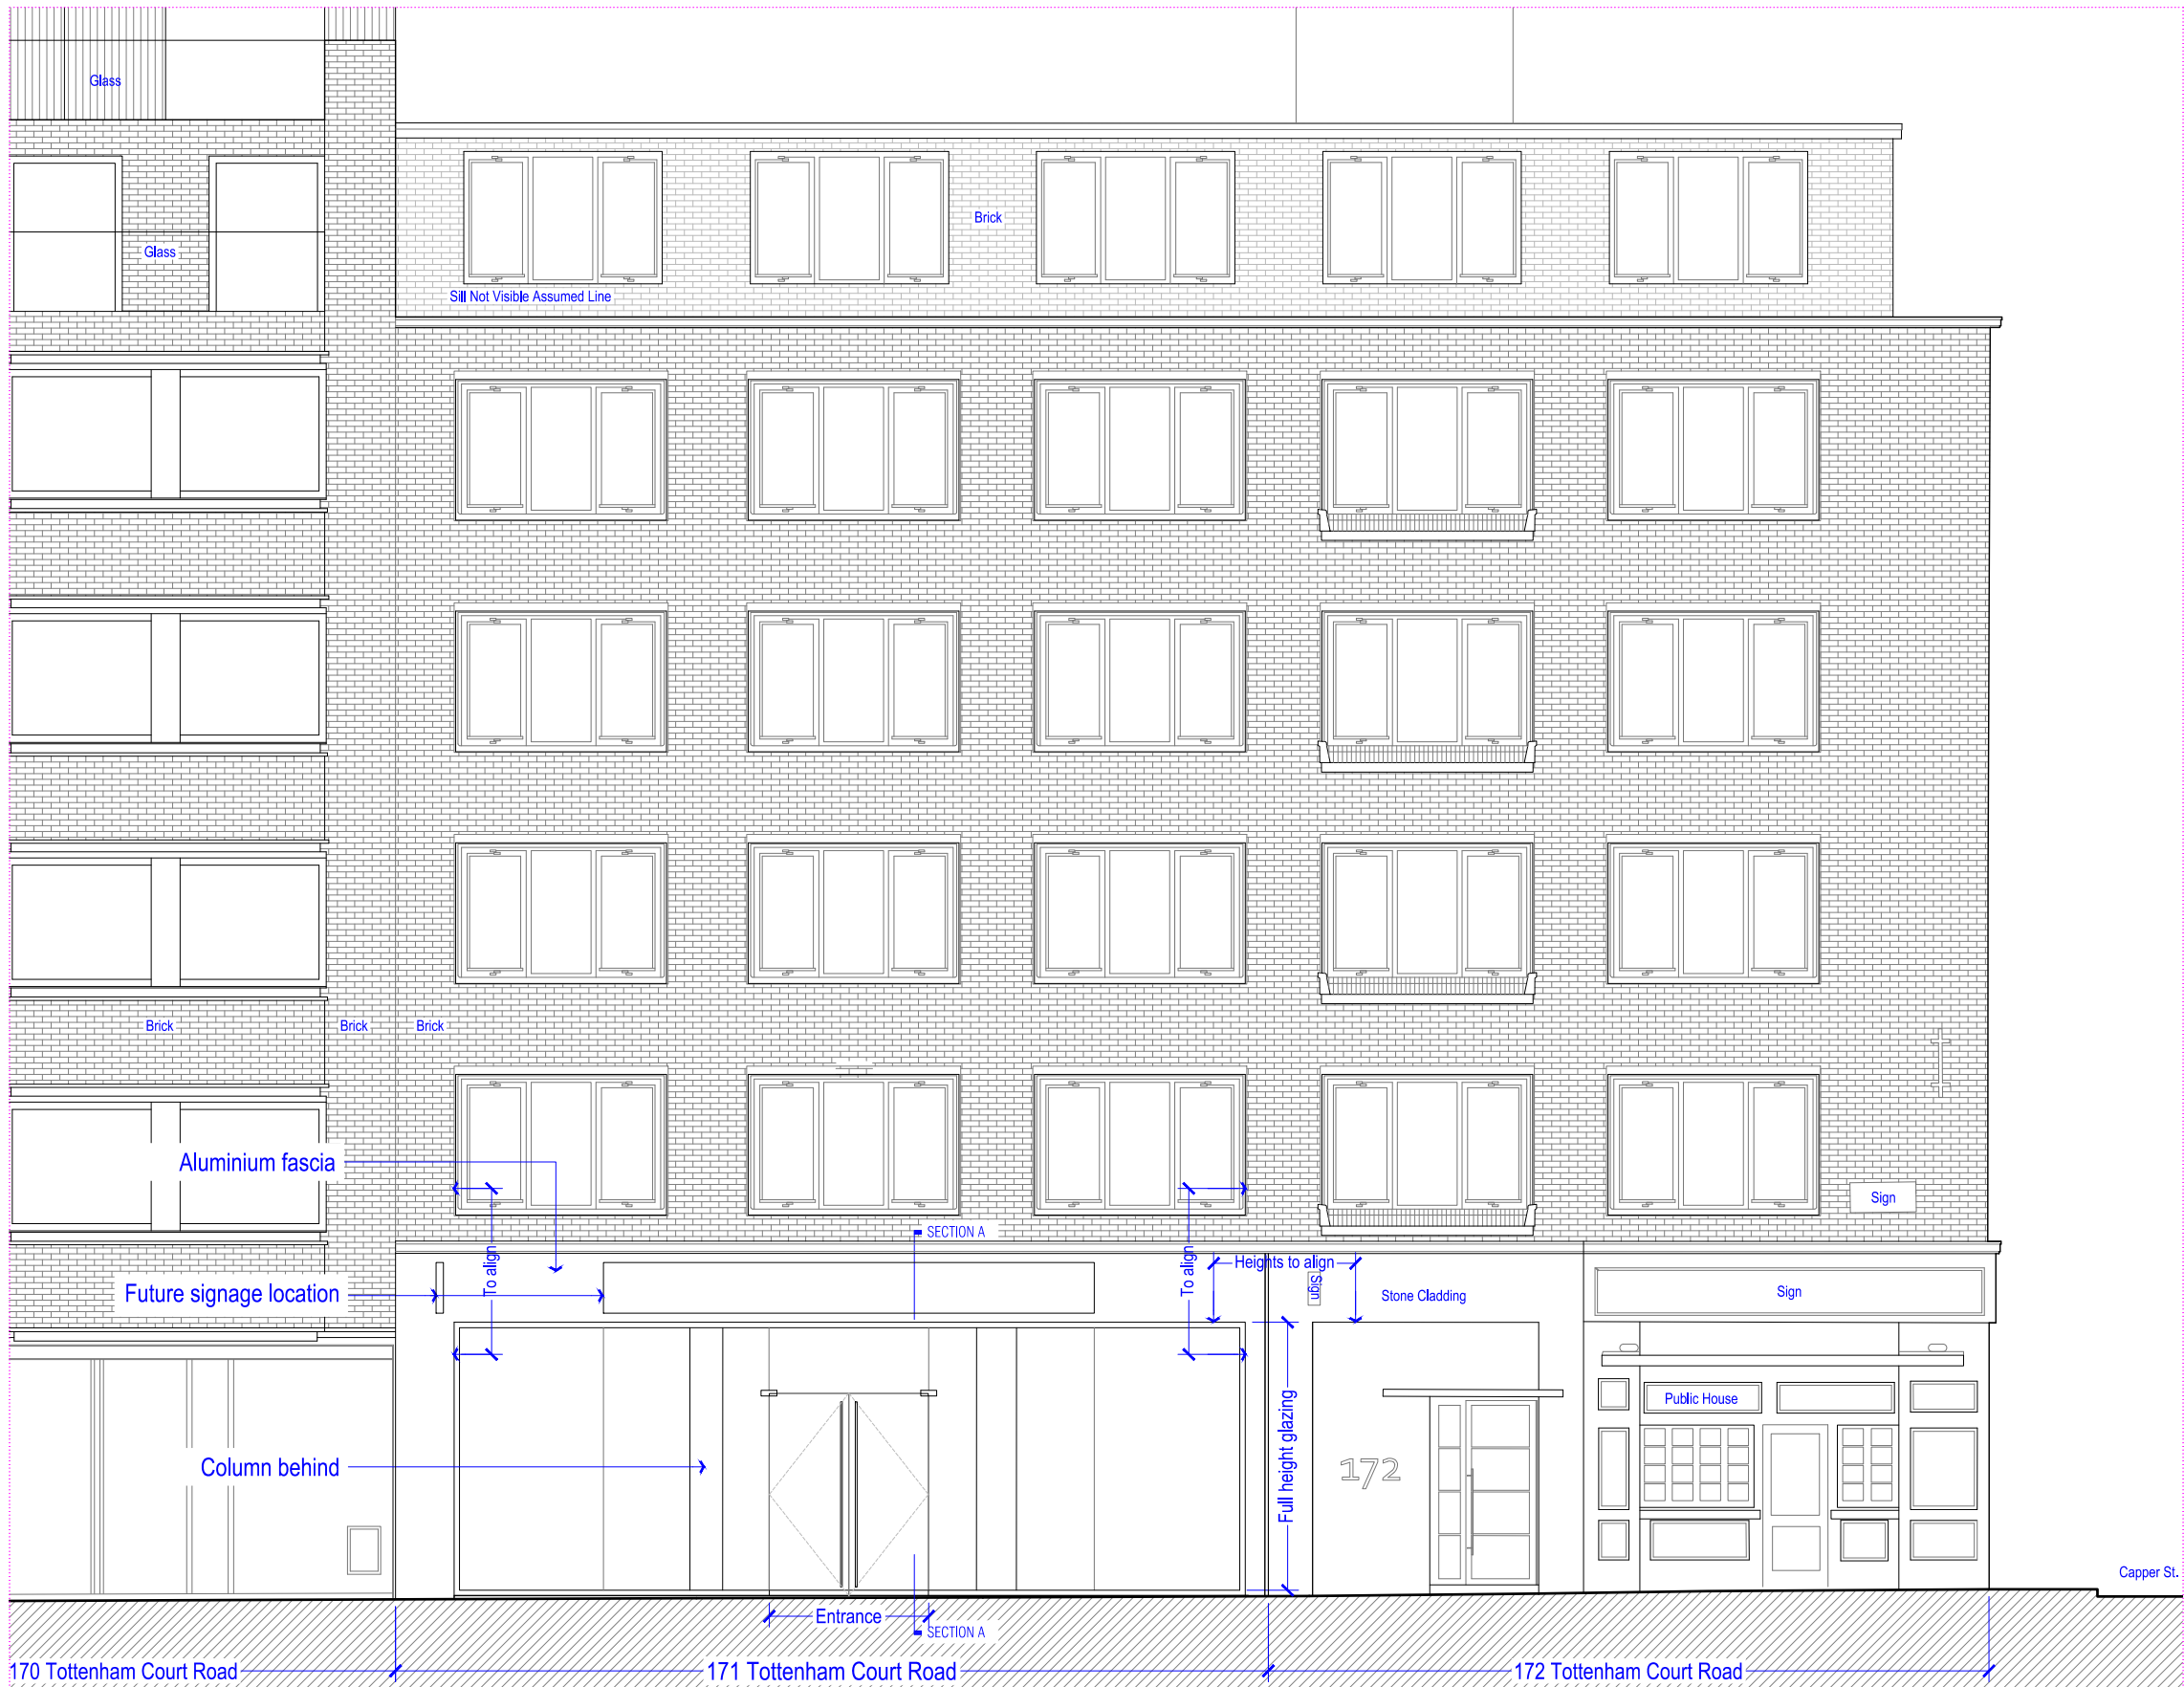 Glass
Brick
Glass
Sill Not Visible Assumed Line
Brick
Brick
Brick
Aluminium fascia
Sign
SECTION A
To align
To align
Heights to align
Sign
Future signage location
Stone Cladding
Sign
Public House
Full height glazing
Column behind
172
Capper St.
Entrance
SECTION A
170 Tottenham Court Road
171 Tottenham Court Road
172 Tottenham Court Road